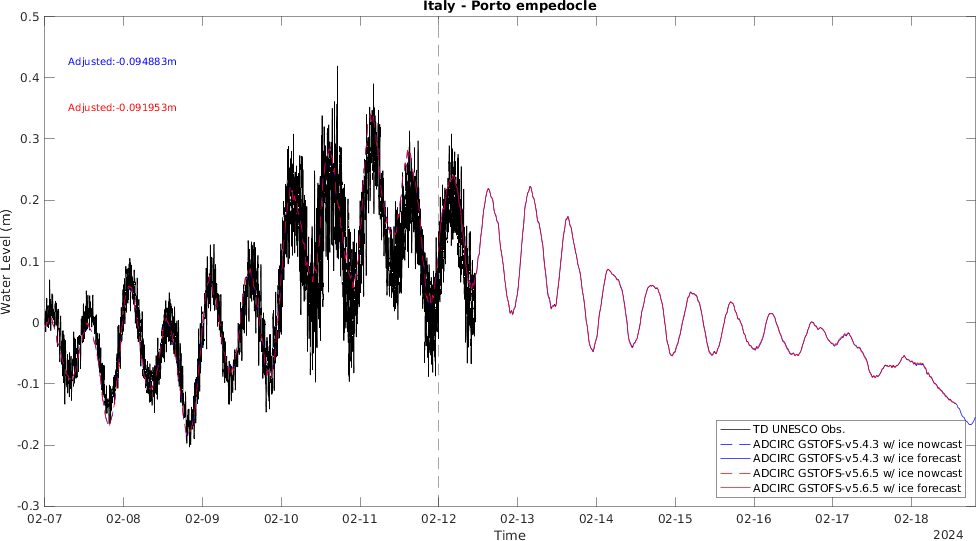 Italy - Porto empedocle
0.5
Adjusted:-0.094883m
0.4
Adjusted:-0.091953m
0.3
0.2
0.1
0
-0.1
-0.2
-0.3
Water Level (m)
TD UNESCO Obs.
ADCIRC GSTOFS-v5.4.3 w/ ice nowcast
ADCIRC GSTOFS-v5.4.3 w/ ice forecast
ADCIRC GSTOFS-v5.6.5 w/ ice nowcast
ADCIRC GSTOFS-v5.6.5 w/ ice forecast
02-07 02-08 02-09 02-10 02-11 02-12 02-13 02-14 02-15 02-16 02-17 02-18
Time
2024